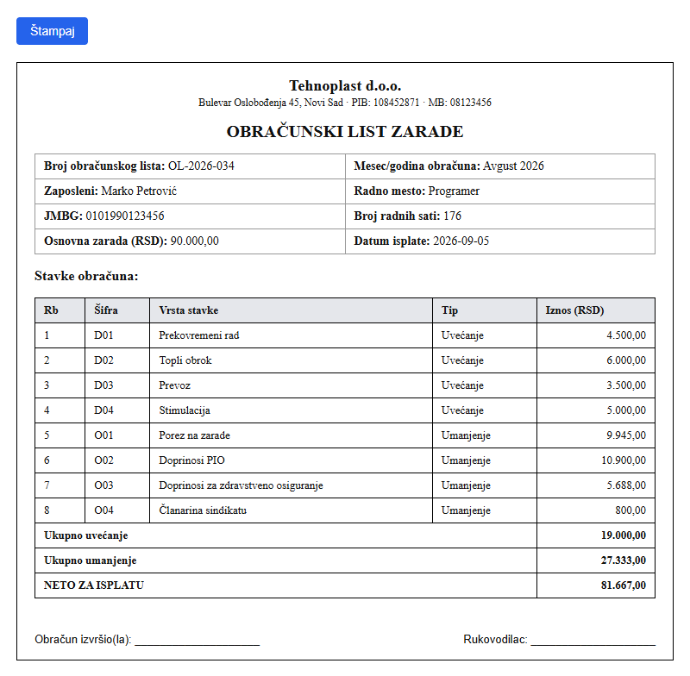 Štampaj
Tehnoplast d.o.o.
Bulevar Oslobođenja 45, Novi Sad · PIB: 108452871 · MB: 08123456
OBRAČUNSKI LIST ZARADE
Broj obračunskog lista: OL-2026-034 Mesec/godina obračuna: Avgust 2026
Zaposleni: Marko Petrović Radno mesto: Programer
JMBG: 0101990123456 Broj radnih sati: 176
Osnovna zarada (RSD): 90.000,00 Datum isplate: 2026-09-05
Stavke obračuna:
Rb Šifra Vrsta stavke Tip Iznos (RSD)
1 D01 Prekovremeni rad Uvećanje 4.500,00
2 D02 Topli obrok Uvećanje 6.000,00
3 D03 Prevoz Uvećanje 3.500,00
4 D04 Stimulacija Uvećanje 5.000,00
5 O01 Porez na zarade Umanjenje 9.945,00
6 O02 Doprinosi PIO Umanjenje 10.900,00
7 O03 Doprinosi za zdravstveno osiguranje Umanjenje 5.688,00
8 O04 Članarina sindikatu Umanjenje 800,00
Ukupno uvećanje 19.000,00
Ukupno umanjenje 27.333,00
NETO ZA ISPLATU 81.667,00
Obračun izvršio(la): ____________________ Rukovodilac: ____________________